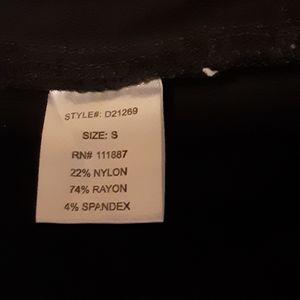 STYLE#: D21269
SIZE: S
RN# 111887
22% NYLON
74% RAYON
4% SPANDEX